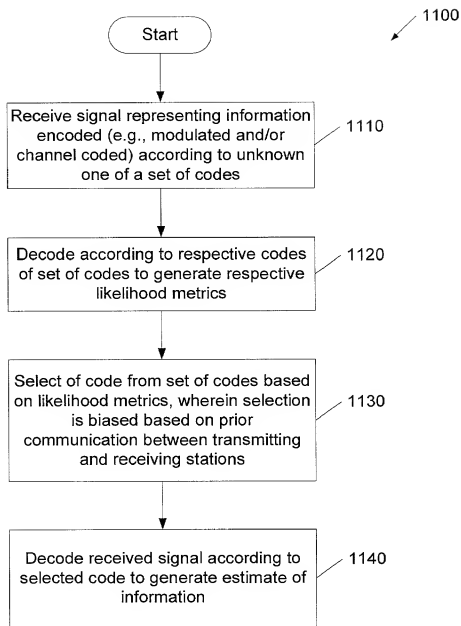 1100
Start
Receive signal representing information
encoded (e.g., modulated and/or
channel coded) according to unknown
one of a set of codes
1110
Decode according to respective codes
of set of codes to generate respective
likelihood metrics
1120
Select of code from set of codes based
on likelihood metrics, wherein selection
is biased based on prior
communication between transmitting
and receiving stations
1130
Decode received signal according to
selected code to generate estimate of
information
1140